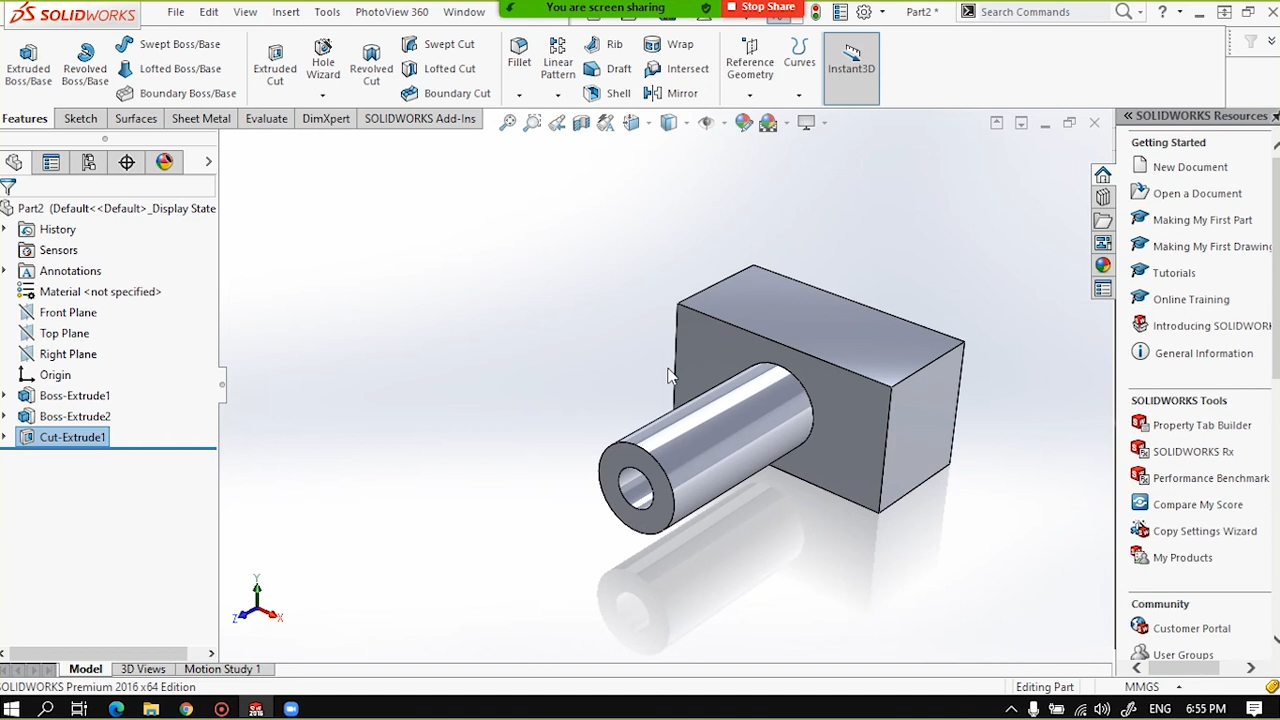 SOLIDWORKS File Edit View Insert Tools PhotoView 360 Window You are screen sharing Stop Share Part2 * Search Commands ?
Extruded Boss/Base Revolved Boss/Base Swept Boss/Base Lofted Boss/Base Boundary Boss/Base Extruded Cut Hole Wizard Revolved Cut Swept Cut Lofted Cut Boundary Cut Fillet Linear Pattern Rib Draft Shell Wrap Intersect Mirror Reference Geometry Curves Instant3D
Features Sketch Surfaces Sheet Metal Evaluate DimXpert SOLIDWORKS Add-Ins
Part2 (Default<<Default>_Display State
History
Sensors
Annotations
Material <not specified>
Front Plane
Top Plane
Right Plane
Origin
Boss-Extrude1
Boss-Extrude2
Cut-Extrude1
Y
Z
X
SOLIDWORKS Resources
Getting Started
New Document
Open a Document
Making My First Part
Making My First Drawing
Tutorials
Online Training
Introducing SOLIDWORK
General Information
SOLIDWORKS Tools
Property Tab Builder
SOLIDWORKS Rx
Performance Benchmark
Compare My Score
Copy Settings Wizard
My Products
Community
Customer Portal
User Groups
Model 3D Views Motion Study 1
SOLIDWORKS Premium 2016 x64 Edition Editing Part MMGS
ENG 6:55 PM